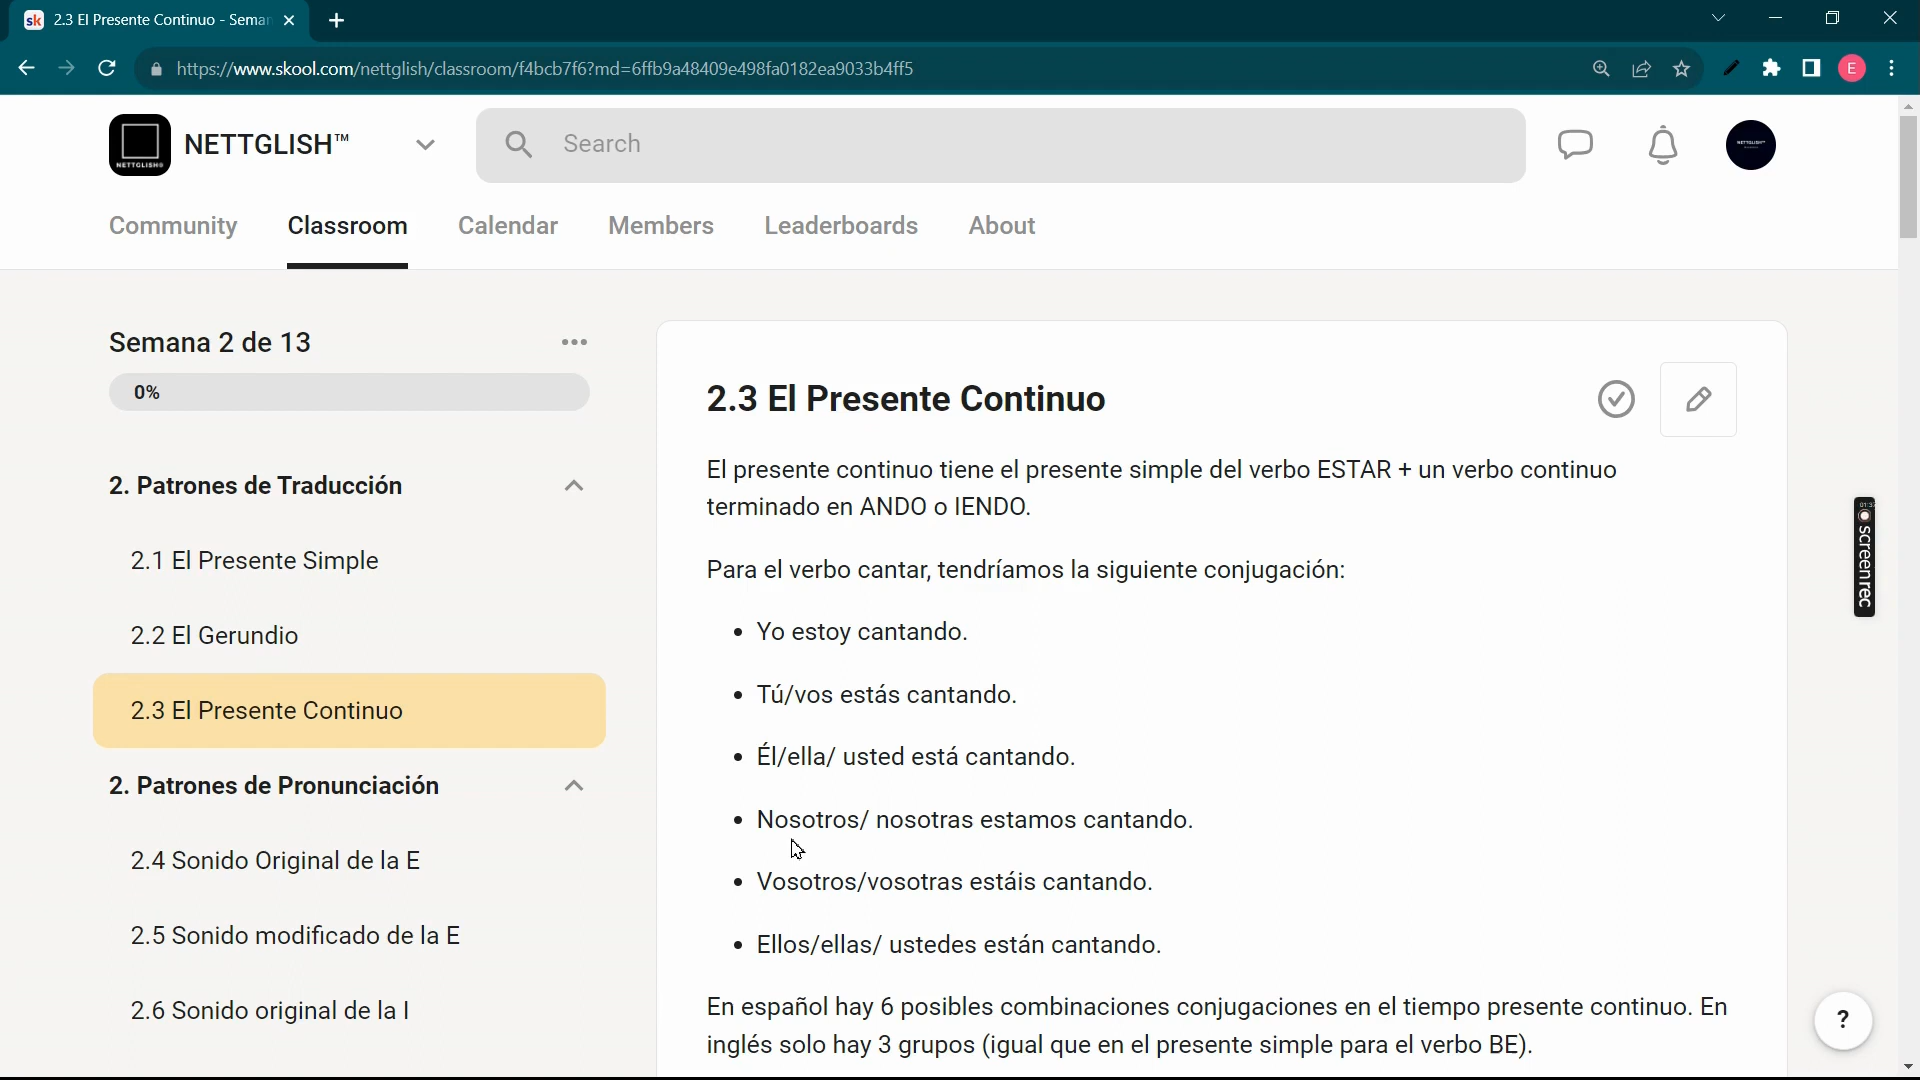 sk 2.3 El Presente Continuo - Seman
https://www.skool.com/nettglish/classroom/f4bcb7f6?md=6ffb9a48409e498fa0182ea9033b4ff5
E
NETTGLISH®
NETTGLISH™
Search
Community Classroom Calendar Members Leaderboards About
Semana 2 de 13
0%
2. Patrones de Traducción
2.1 El Presente Simple
2.2 El Gerundio
2.3 El Presente Continuo
2. Patrones de Pronunciación
2.4 Sonido Original de la E
2.5 Sonido modificado de la E
2.6 Sonido original de la I
2.3 El Presente Continuo
El presente continuo tiene el presente simple del verbo ESTAR + un verbo continuo
terminado en ANDO o IENDO.
Para el verbo cantar, tendríamos la siguiente conjugación:
• Yo estoy cantando.
• Tú/vos estás cantando.
• Él/ella/ usted está cantando.
• Nosotros/ nosotras estamos cantando.
• Vosotros/vosotras estáis cantando.
• Ellos/ellas/ ustedes están cantando.
En español hay 6 posibles combinaciones conjugaciones en el tiempo presente continuo. En
inglés solo hay 3 grupos (igual que en el presente simple para el verbo BE).
screenrec
?